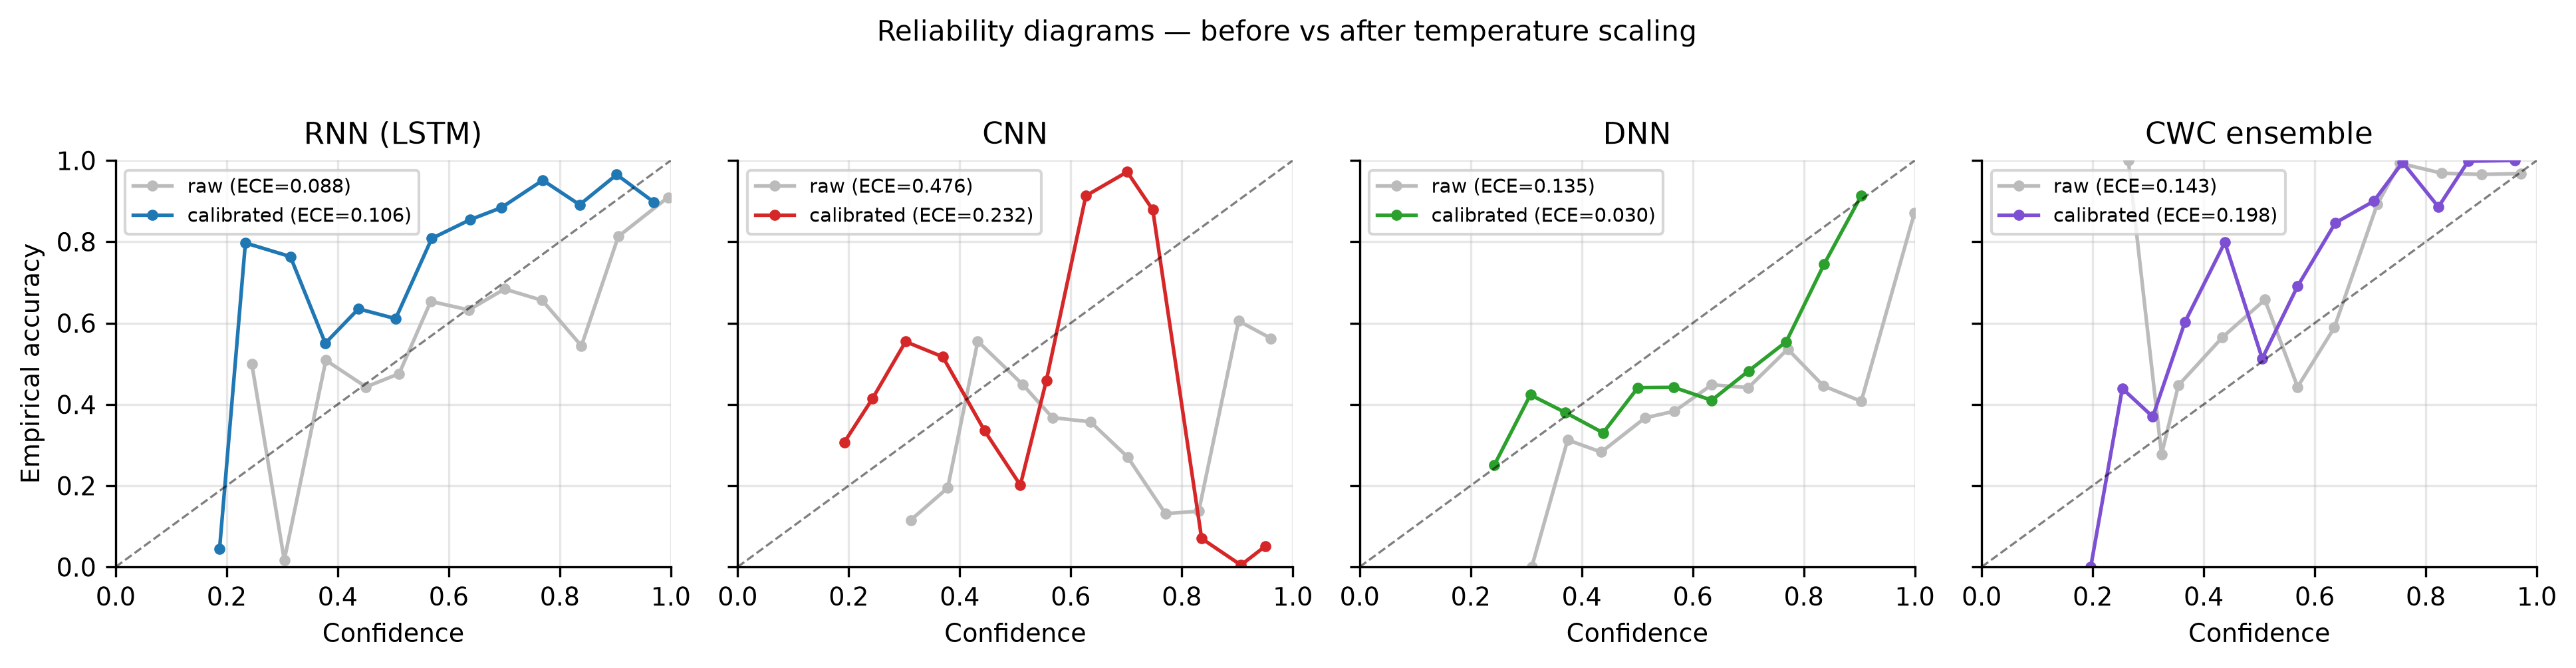 Reliability diagrams — before vs after temperature scaling
RNN (LSTM)
raw (ECE=0.088)
calibrated (ECE=0.106)
Empirical accuracy
1.0
0.8
0.6
0.4
0.2
0.0
0.0 0.2 0.4 0.6 0.8 1.0
Confidence
CNN
raw (ECE=0.476)
calibrated (ECE=0.232)
0.0 0.2 0.4 0.6 0.8 1.0
Confidence
DNN
raw (ECE=0.135)
calibrated (ECE=0.030)
0.0 0.2 0.4 0.6 0.8 1.0
Confidence
CWC ensemble
raw (ECE=0.143)
calibrated (ECE=0.198)
0.0 0.2 0.4 0.6 0.8 1.0
Confidence